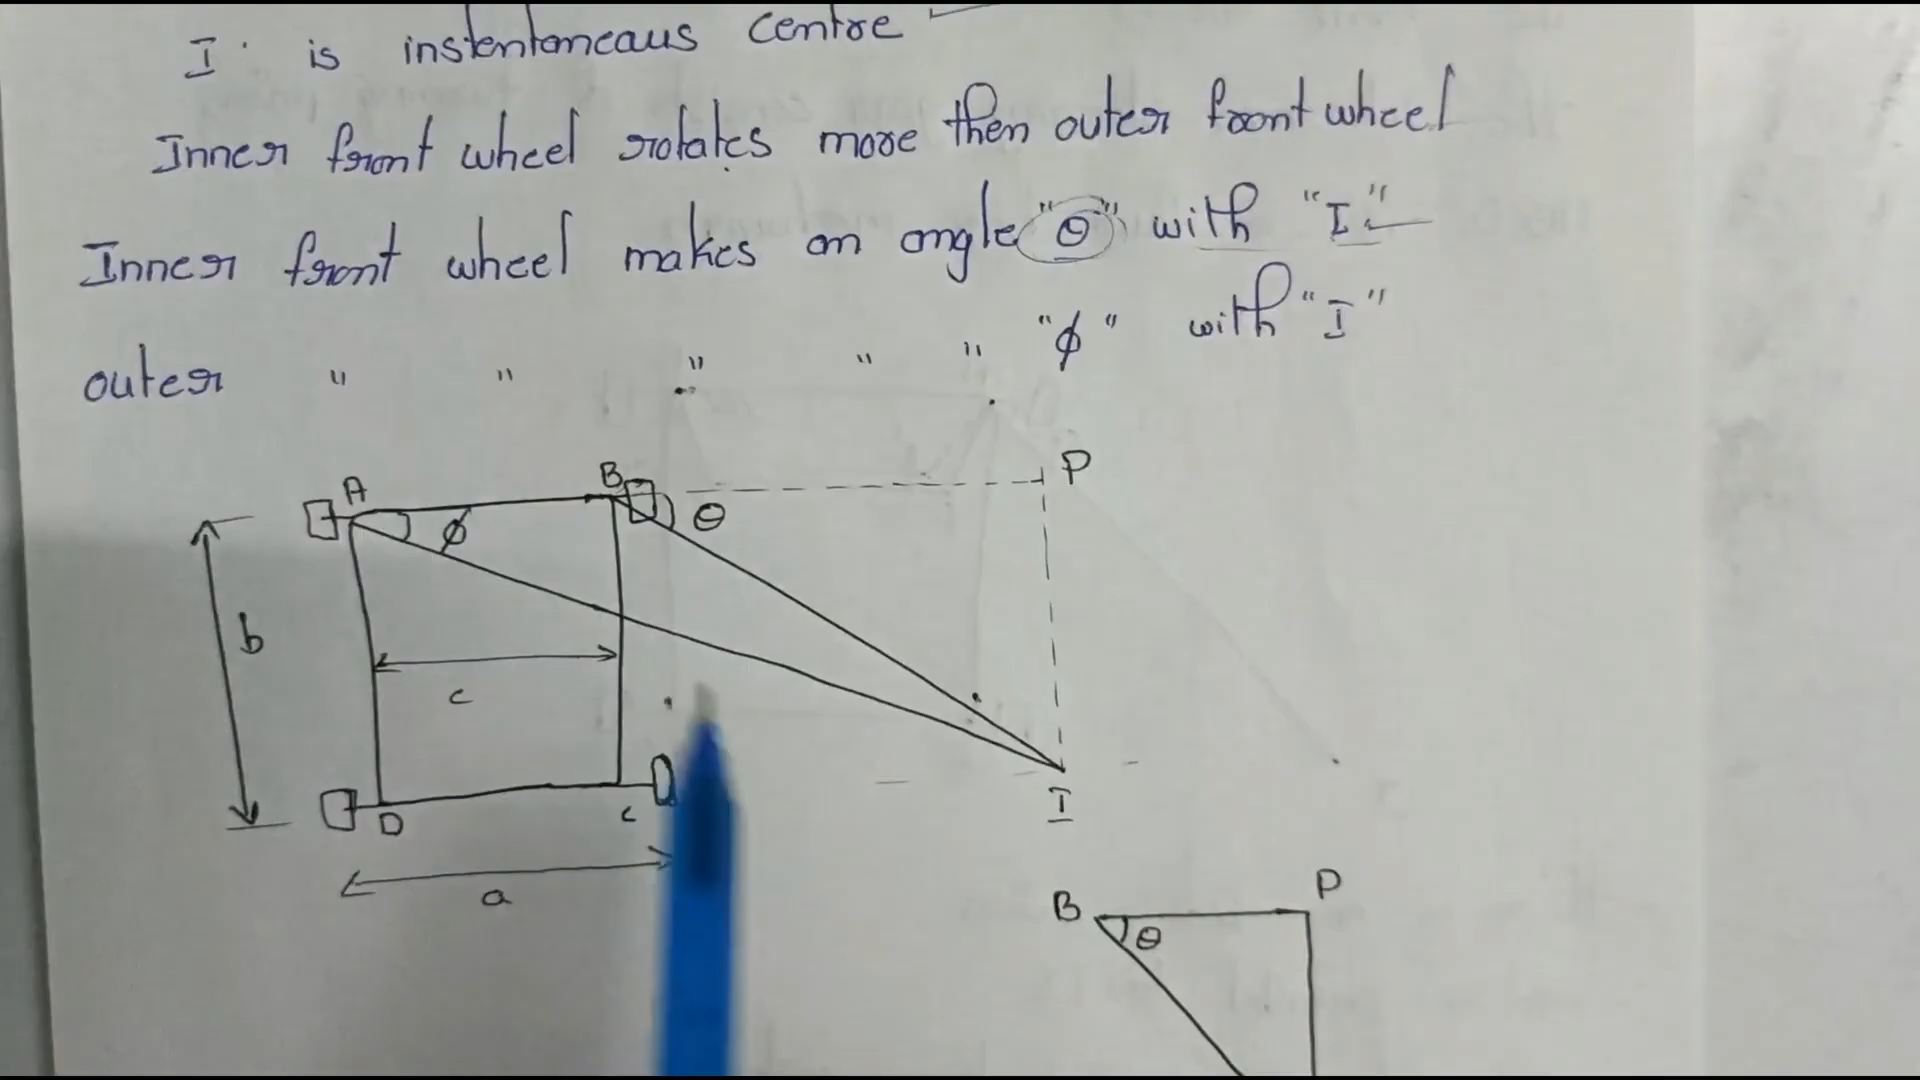 I is instentaneaus centre
Inner front wheel rotates more then outer front wheel
Inner front wheel makes an angle "θ" with "I"
outer " " " " " "ϕ" with "I"
A
B
P
ϕ
θ
b
c
D
c
I
a
B
P
θ